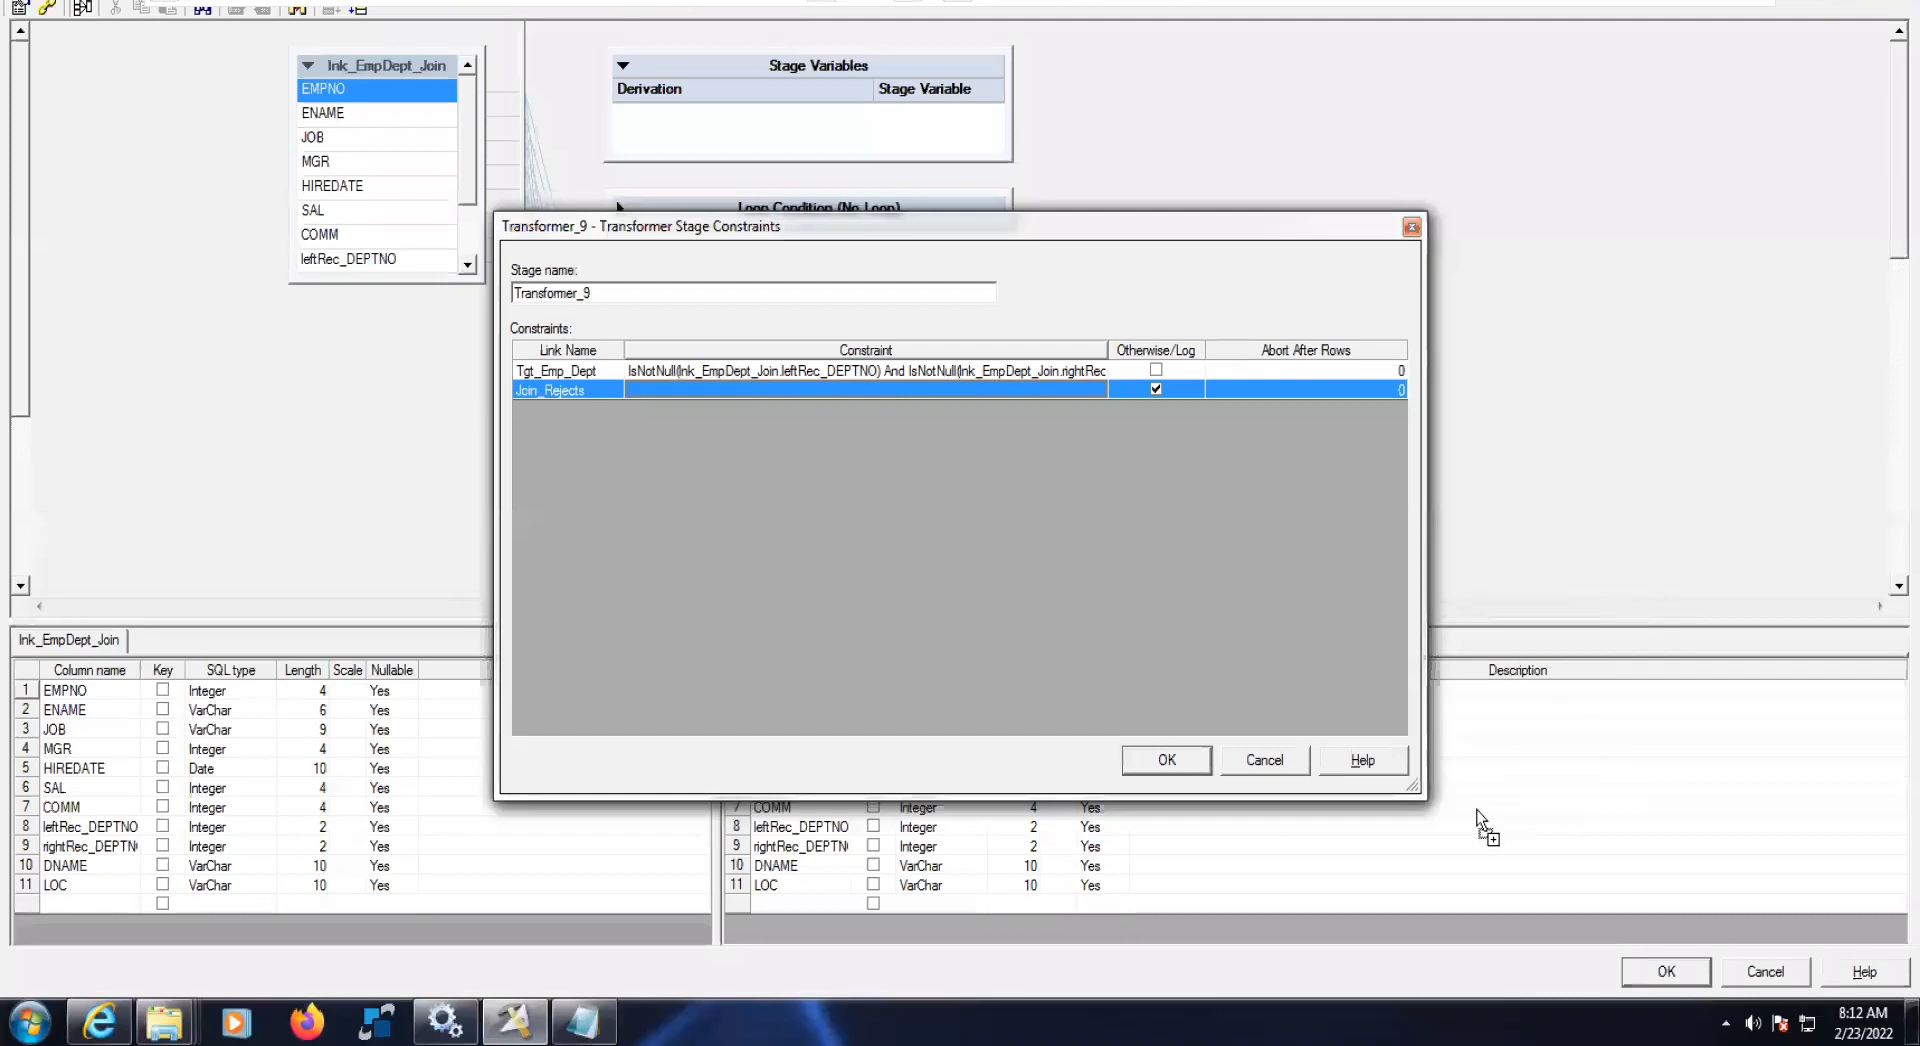 lnk_EmpDept_Join
EMPNO
ENAME
JOB
MGR
HIREDATE
SAL
COMM
leftRec_DEPTNO
Stage Variables
Derivation Stage Variable
Loop Condition (No Loop)
Transformer_9 - Transformer Stage Constraints
Stage name:
Transformer_9
Constraints:
Link Name Constraint Otherwise/Log Abort After Rows
Tgt_Emp_Dept IsNotNull(lnk_EmpDept_Join.leftRec_DEPTNO) And IsNotNull(lnk_EmpDept_Join.rightRec 0
Join_Rejects 0
OK Cancel Help
lnk_EmpDept_Join
Column name Key SQL type Length Scale Nullable
1 EMPNO Integer 4 Yes
2 ENAME VarChar 6 Yes
3 JOB VarChar 9 Yes
4 MGR Integer 4 Yes
5 HIREDATE Date 10 Yes
6 SAL Integer 4 Yes
7 COMM Integer 4 Yes
8 leftRec_DEPTNO Integer 2 Yes
9 rightRec_DEPTN Integer 2 Yes
10 DNAME VarChar 10 Yes
11 LOC VarChar 10 Yes
Description
7 COMM Integer 4 Yes
8 leftRec_DEPTNO Integer 2 Yes
9 rightRec_DEPTN Integer 2 Yes
10 DNAME VarChar 10 Yes
11 LOC VarChar 10 Yes
OK Cancel Help
8:12 AM
2/23/2022